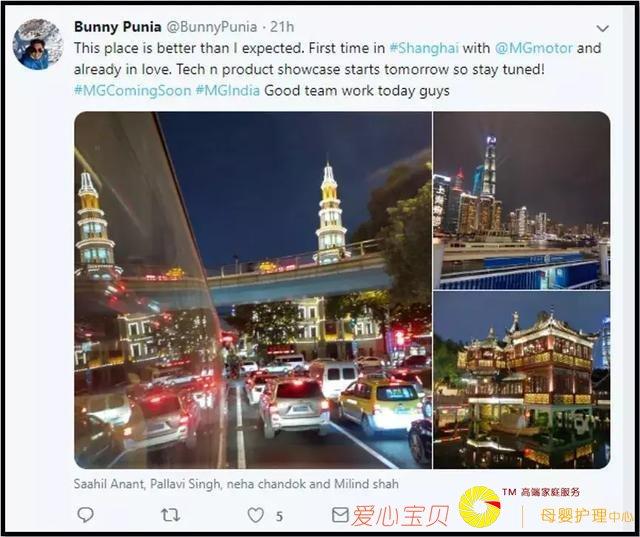 Bunny Punia @BunnyPunia · 21h
This place is better than I expected. First time in #Shanghai with @MGmotor and
already in love. Tech n product showcase starts tomorrow so stay tuned!
#MGComingSoon #MGIndia Good team work today guys
Saahil Anant, Pallavi Singh, neha chandok and Milind shah
5
爱心宝贝 TM 高端家庭服务
母婴护理中心